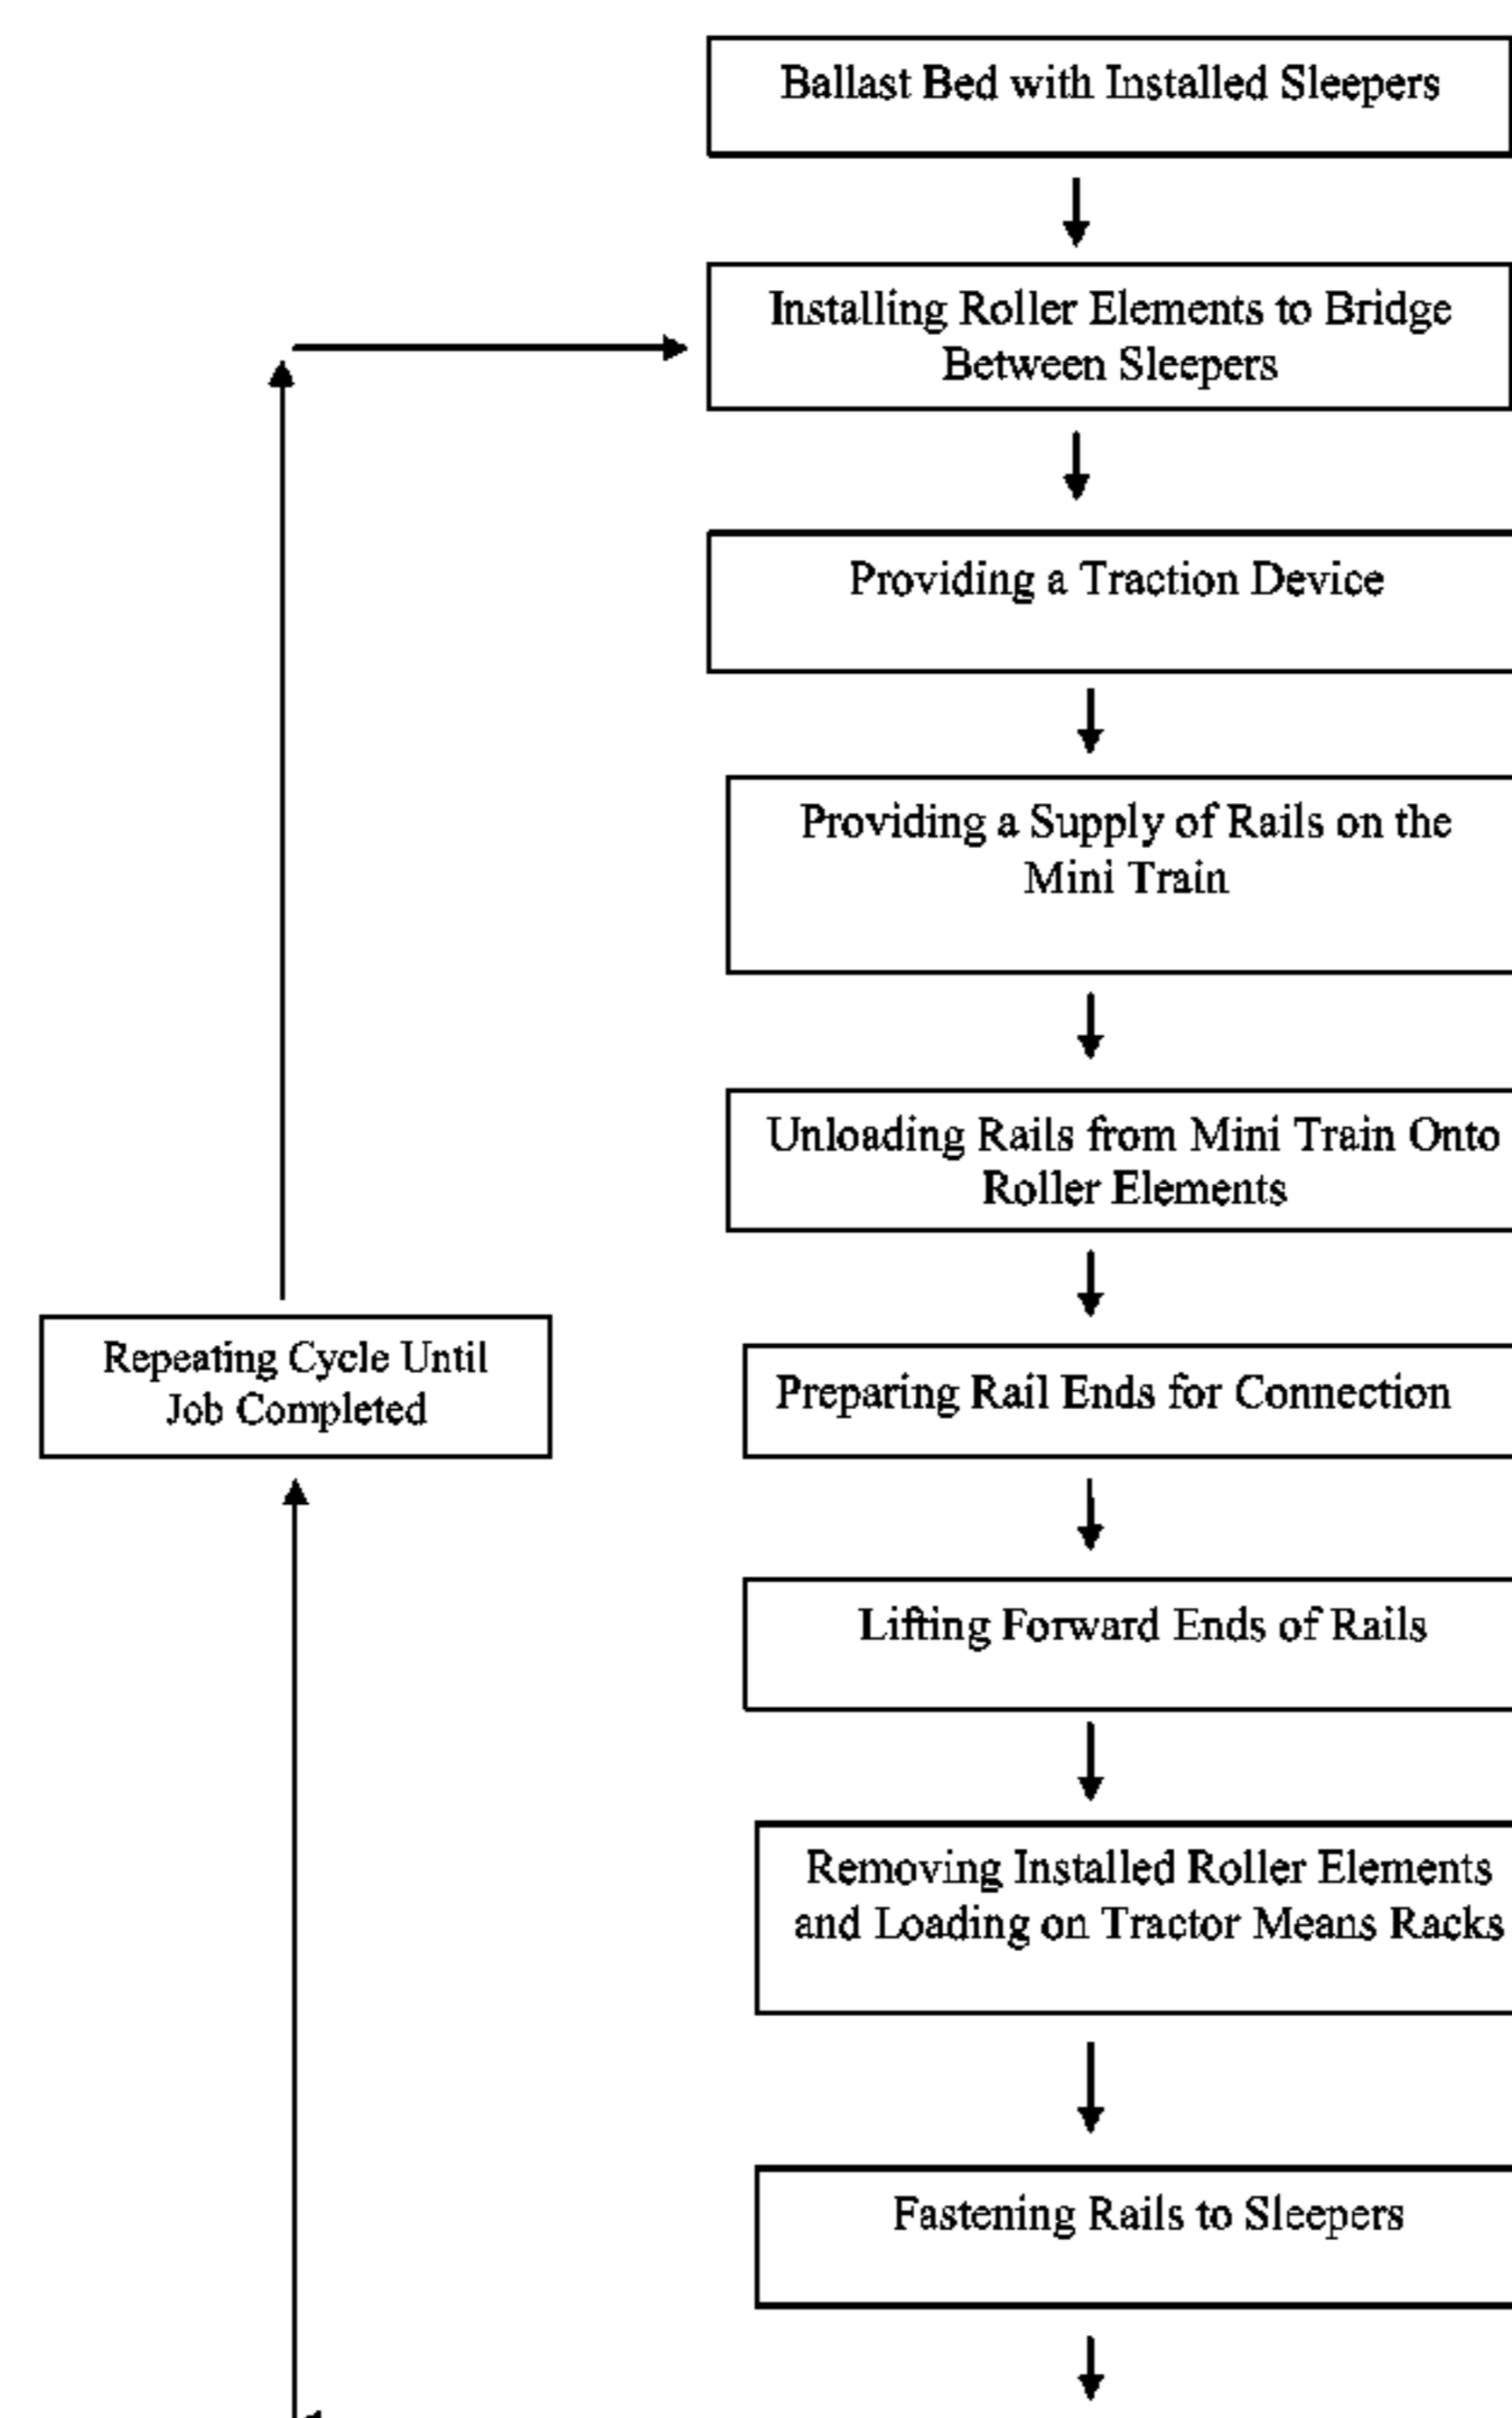 Ballast Bed with Installed Sleepers
Installing Roller Elements to Bridge
Between Sleepers
Providing a Traction Device
Providing a Supply of Rails on the
Mini Train
Unloading Rails from Mini Train Onto
Roller Elements
Repeating Cycle Until
Job Completed
Preparing Rail Ends for Connection
Lifting Forward Ends of Rails
Removing Installed Roller Elements
and Loading on Tractor Means Racks
Fastening Rails to Sleepers